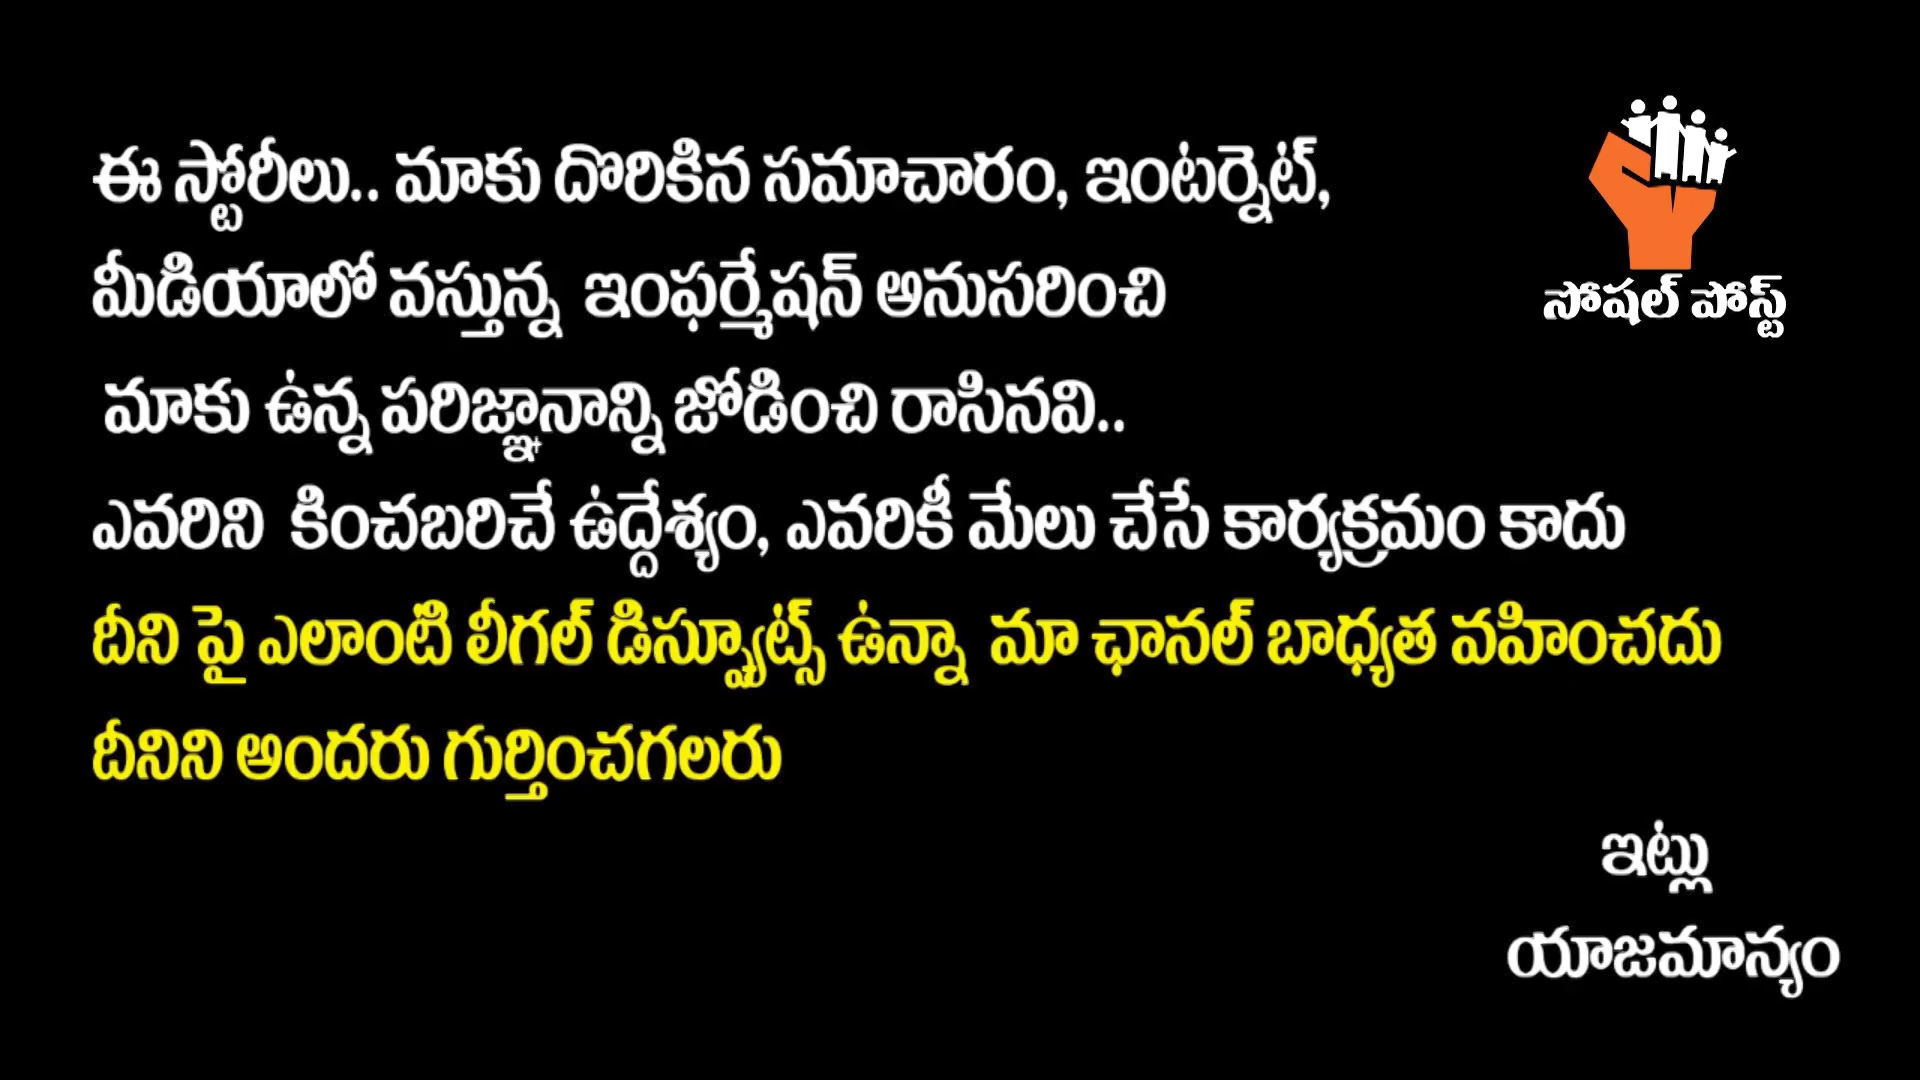 ఈ స్టోరీలు.. మాకు దొరికిన సమాచారం, ఇంటర్నెట్,
మీడియాలో వస్తున్న ఇంఫర్మేషన్ అనుసరించి
సోషల్ పోస్ట్
మాకు ఉన్న పరిజ్ఞానాన్ని జోడించి రాసినవి..
ఎవరిని కించబరిచే ఉద్దేశ్యం, ఎవరికీ మేలు చేసే కార్యక్రమం కాదు
దీని పై ఎలాంటి లీగల్ డిస్ప్యూట్స్ ఉన్నా మా ఛానల్ బాధ్యత వహించదు
దీనిని అందరు గుర్తించగలరు
ఇట్లు
యాజమాన్యం